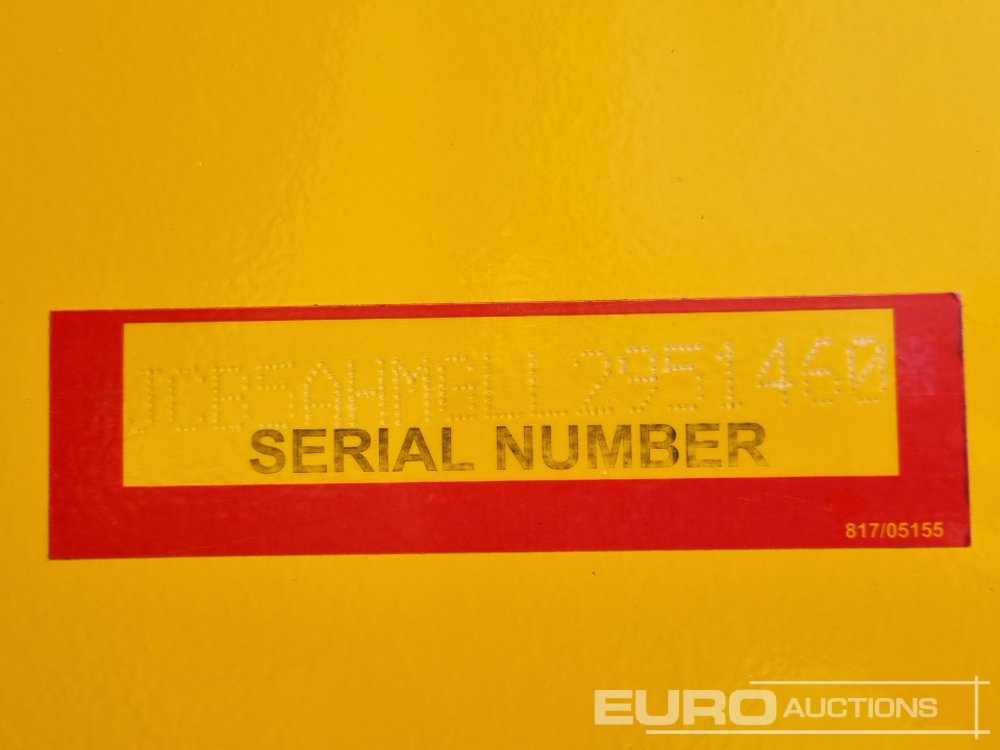 JCB5AHMGLL2951460
SERIAL NUMBER
817/05155
EURO AUCTIONS